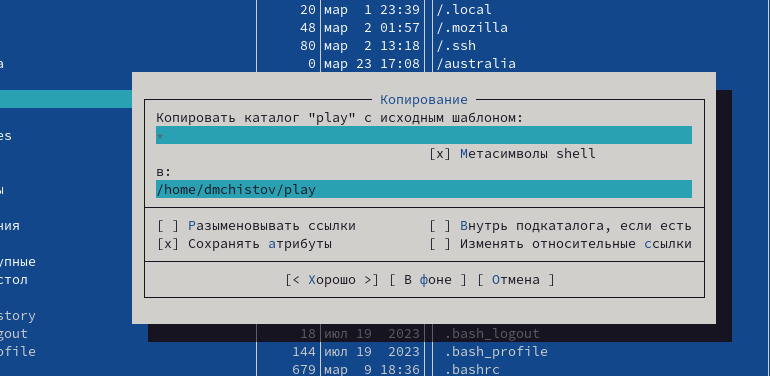 20 мар  1 23:39 /.local
48 мар  2 01:57 /.mozilla
80 мар  2 13:18 /.ssh
а 0 мар 23 17:08 /australia
Копирование
Копировать каталог "play" с исходным шаблоном:
*
es
[x] Метасимволы shell
в:
ы /home/dmchistov/play
ния [ ] Разыменовывать ссылки [ ] Внутрь подкаталога, если есть
[x] Сохранять атрибуты [ ] Изменять относительные ссылки
упные
стол [< Хорошо >] [ В фоне ] [ Отмена ]
story
gout 18 июл 19  2023 .bash_logout
ofile 144 июл 19  2023 .bash_profile
679 мар  9 18:36 .bashrc